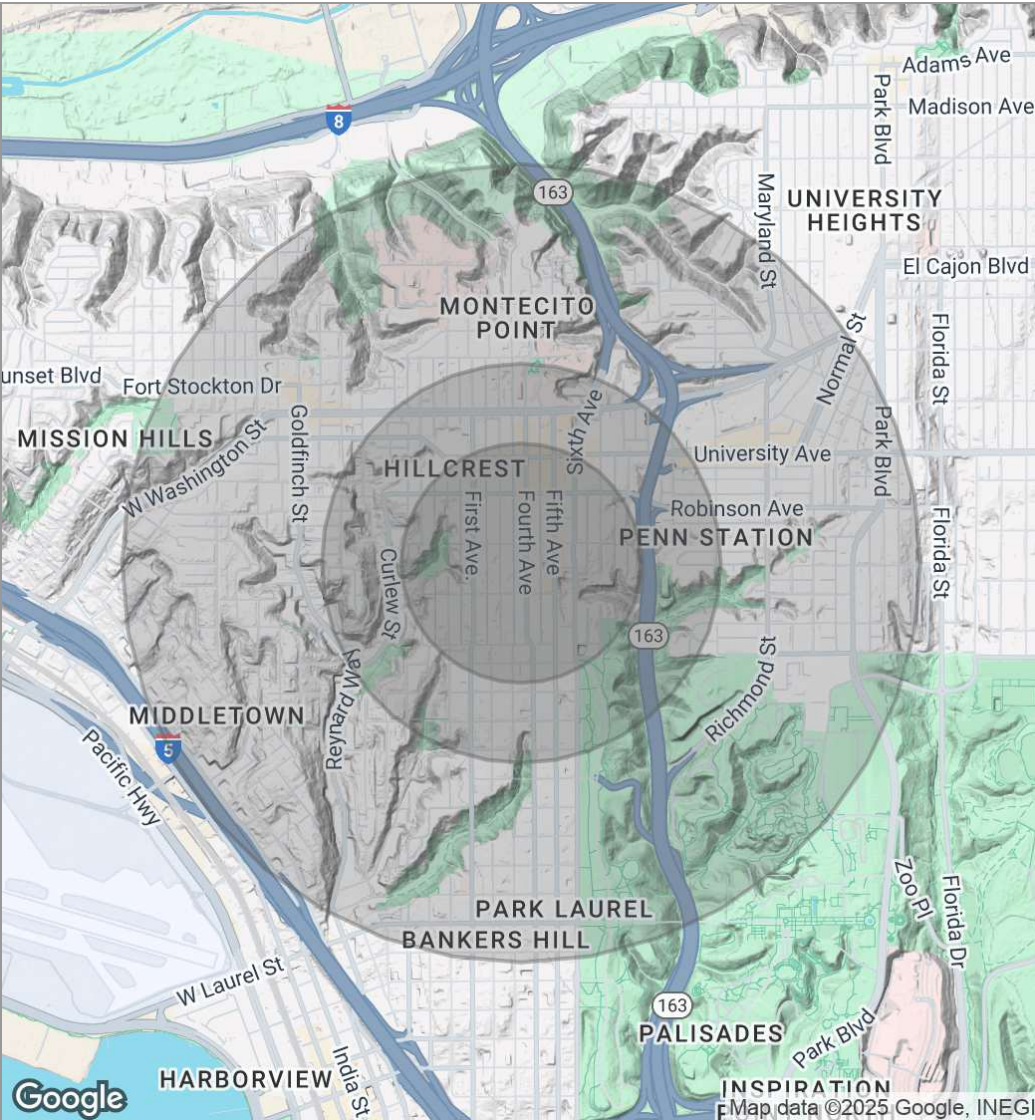 Adams Ave
Park Blvd
Madison Ave
8
163
Maryland St
UNIVERSITY
HEIGHTS
El Cajon Blvd
MONTECITO
POINT
Normal St
Florida St
unset Blvd
Fort Stockton Dr
Sixth Ave
Park Blvd
MISSION HILLS
W Washington St
Goldfinch St
HILLCREST
University Ave
First Ave.
Fourth Ave
Fifth Ave
Robinson Ave
PENN STATION
Florida St
Curlew St
163
Reynard Way
Richmond St
MIDDLETOWN
5
Pacific Hwy
Zoo Pl
Florida Dr
PARK LAUREL
BANKERS HILL
W Laurel St
163
PALISADES
Park Blvd
HARBORVIEW
India St
INSPIRATION
Google
Map data ©2025 Google, INEGI